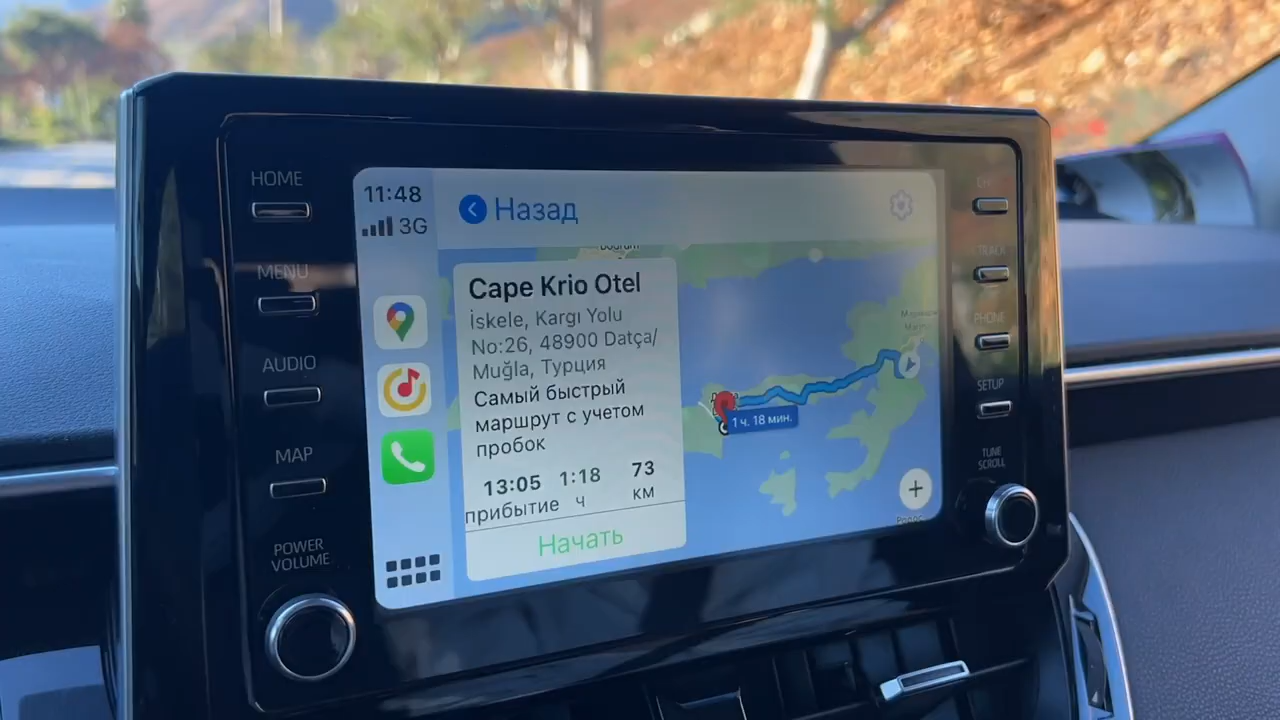 HOME
MENU
AUDIO
MAP
POWER
VOLUME
11:48
3G
Назад
Bodrum
Cape Krio Otel
İskele, Kargı Yolu
No:26, 48900 Datça/
Muğla, Турция
Самый быстрый
маршрут с учетом
пробок
13:05 1:18 73
прибытие ч км
Начать
1 ч. 18 мин.
TRACK
PHONE
SETUP
TUNE
SCROLL